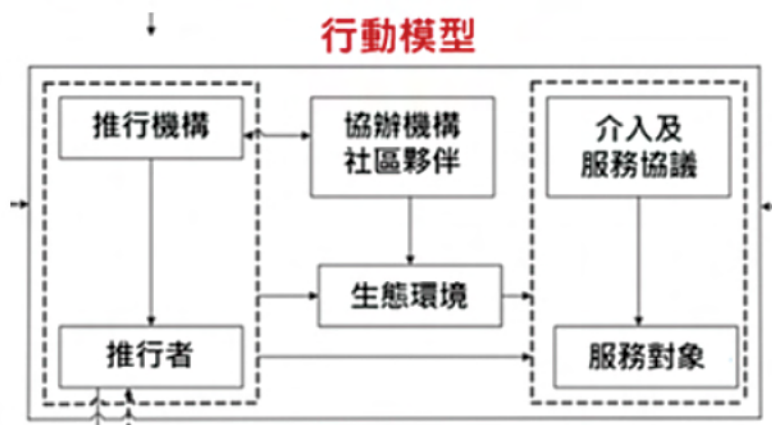 行動模型
推行機構
協辦機構
社區夥伴
介入及
服務協議
生態環境
推行者
服務對象